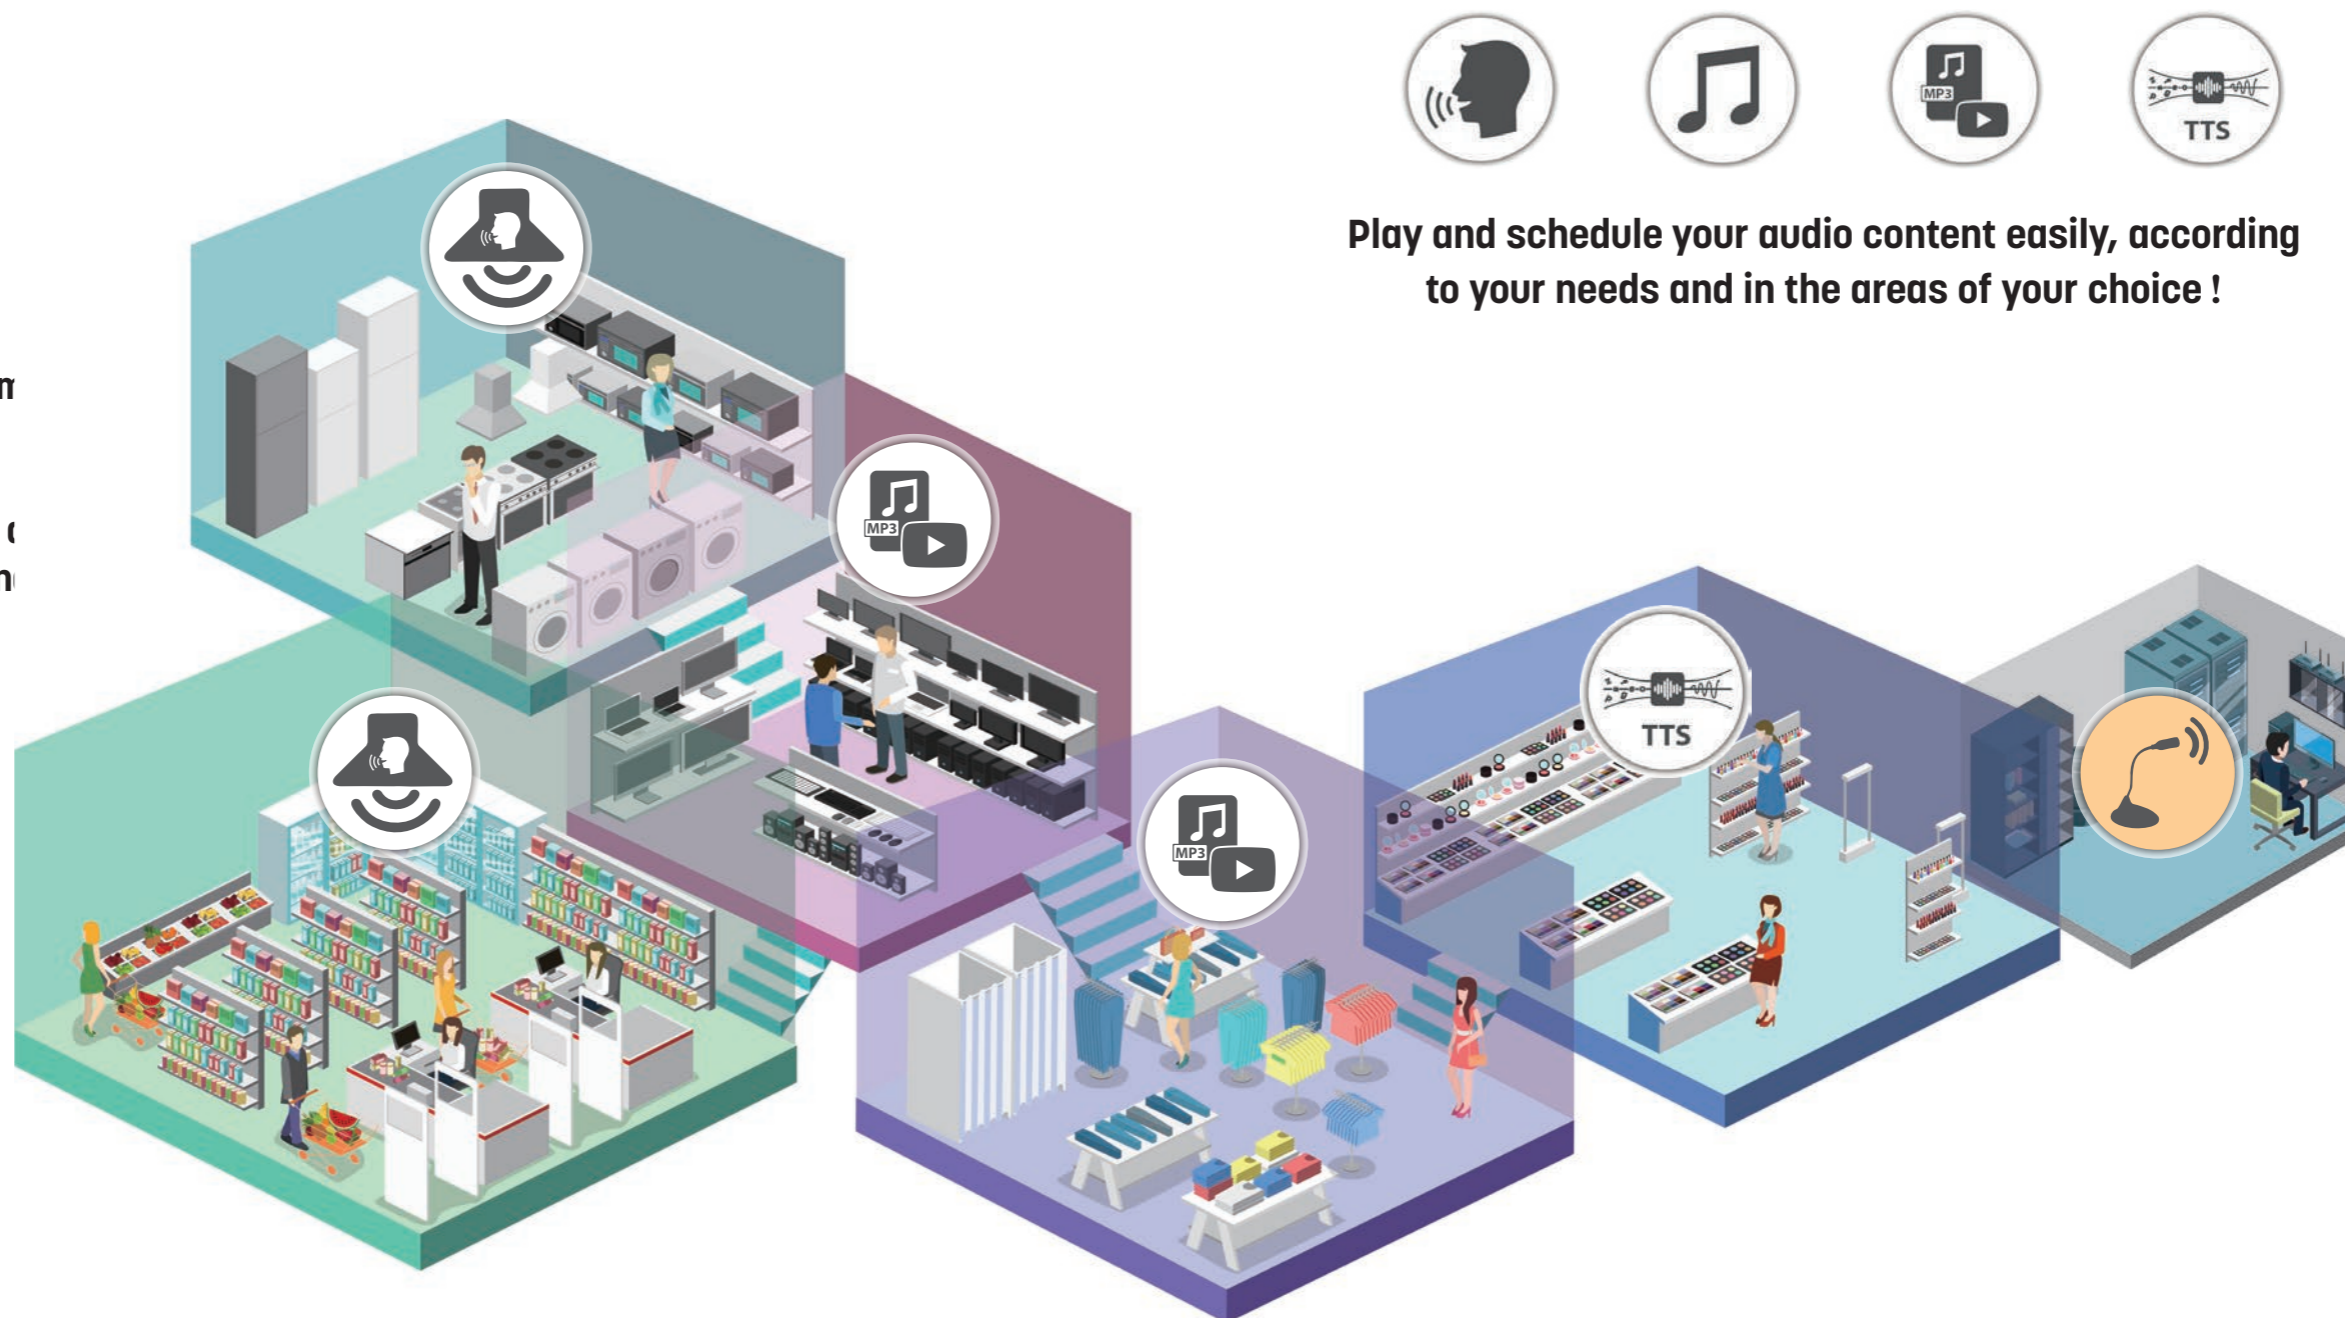 MP3
TTS
Play and schedule your audio content easily, according
to your needs and in the areas of your choice !
MP3
TTS
MP3